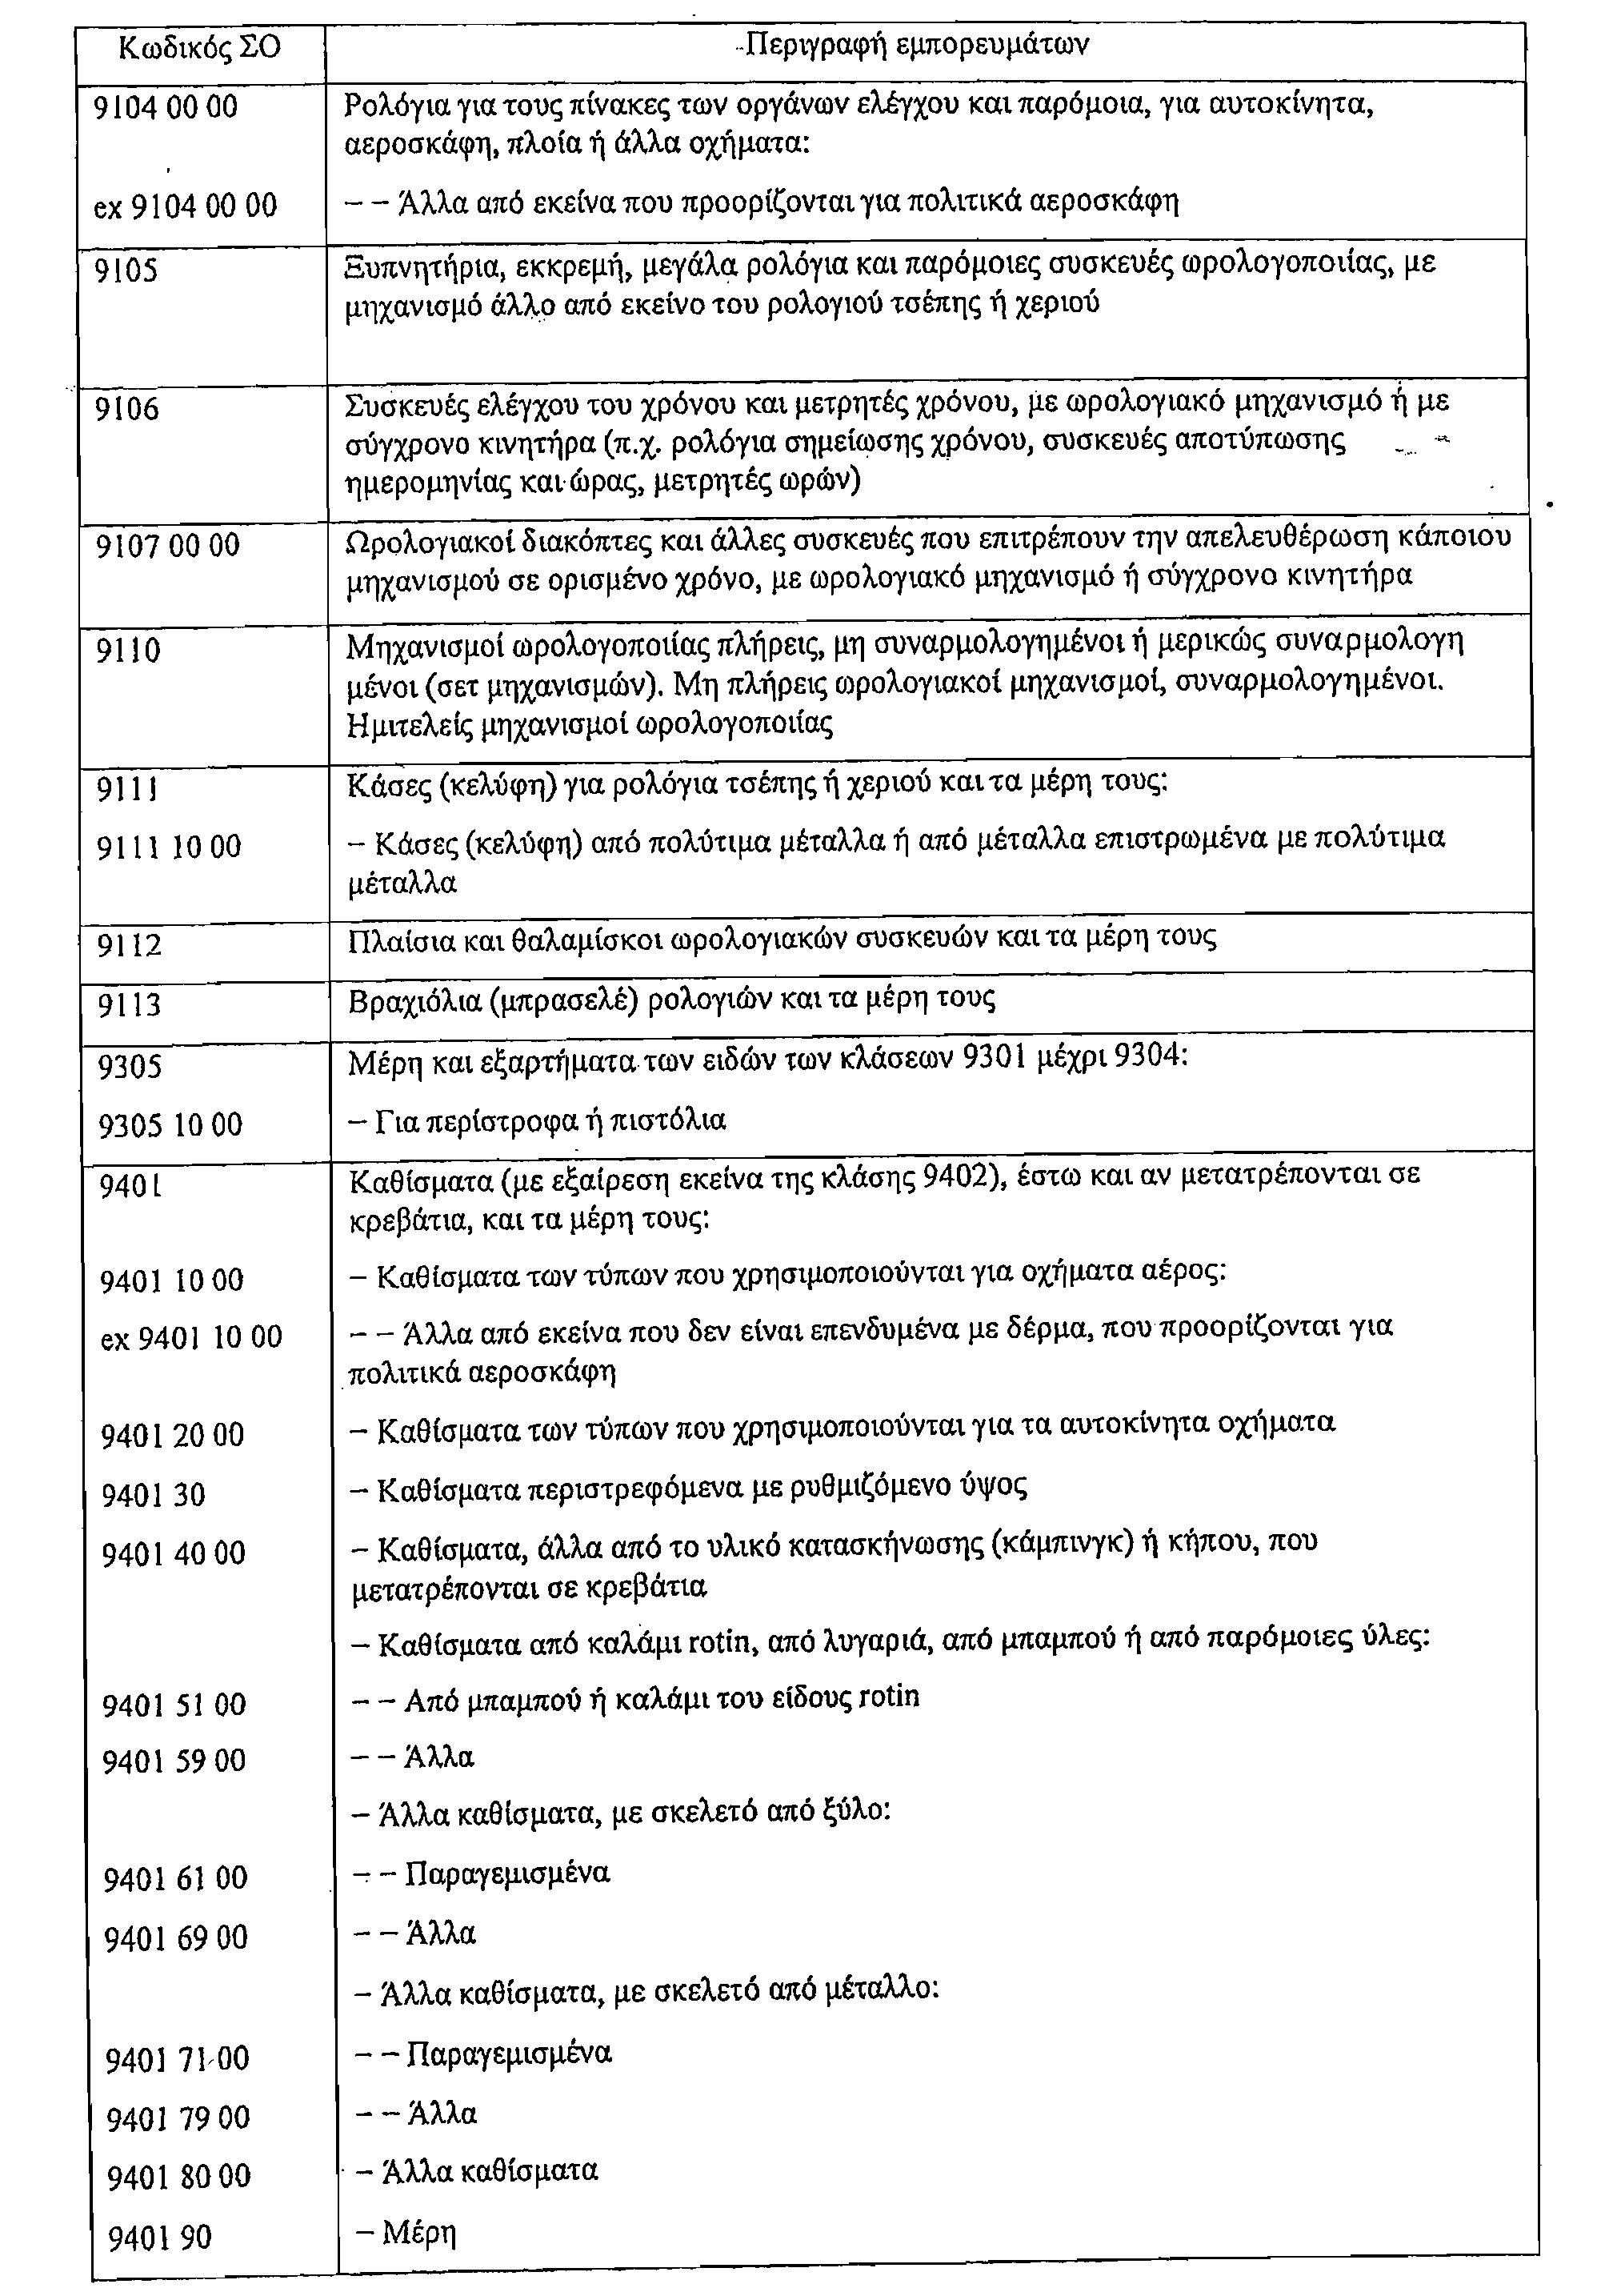 Κωδικός ΣΟ Περιγραφή εμπορευμάτων
9104 00 00 Ρολόγια για τους πίνακες των οργάνων ελέγχου και παρόμοια, για αυτοκίνητα,
αεροσκάφη, πλοία ή άλλα οχήματα:
ex 9104 00 00 – – Άλλα από εκείνα που προορίζονται για πολιτικά αεροσκάφη
9105 Ξυπνητήρια, εκκρεμή, μεγάλα ρολόγια και παρόμοιες συσκευές ωρολογοποιίας, με
μηχανισμό άλλο από εκείνο του ρολογιού τσέπης ή χεριού
9106 Συσκευές ελέγχου του χρόνου και μετρητές χρόνου, με ωρολογιακό μηχανισμό ή με
σύγχρονο κινητήρα (π.χ. ρολόγια σημείωσης χρόνου, συσκευές αποτύπωσης
ημερομηνίας και ώρας, μετρητές ωρών)
9107 00 00 Ωρολογιακοί διακόπτες και άλλες συσκευές που επιτρέπουν την απελευθέρωση κάποιου
μηχανισμού σε ορισμένο χρόνο, με ωρολογιακό μηχανισμό ή σύγχρονο κινητήρα
9110 Μηχανισμοί ωρολογοποιίας πλήρεις, μη συναρμολογημένοι ή μερικώς συναρμολογη
μένοι (σετ μηχανισμών). Μη πλήρεις ωρολογιακοί μηχανισμοί, συναρμολογημένοι.
Ημιτελείς μηχανισμοί ωρολογοποιίας
9111 Κάσες (κελύφη) για ρολόγια τσέπης ή χεριού και τα μέρη τους:
9111 10 00 – Κάσες (κελύφη) από πολύτιμα μέταλλα ή από μέταλλα επιστρωμένα με πολύτιμα
μέταλλα
9112 Πλαίσια και θαλαμίσκοι ωρολογιακών συσκευών και τα μέρη τους
9113 Βραχιόλια (μπρασελέ) ρολογιών και τα μέρη τους
9305 Μέρη και εξαρτήματα των ειδών των κλάσεων 9301 μέχρι 9304:
9305 10 00 – Για περίστροφα ή πιστόλια
9401 Καθίσματα (με εξαίρεση εκείνα της κλάσης 9402), έστω και αν μετατρέπονται σε
κρεβάτια, και τα μέρη τους:
9401 10 00 – Καθίσματα των τύπων που χρησιμοποιούνται για οχήματα αέρος:
ex 9401 10 00 – – Άλλα από εκείνα που δεν είναι επενδυμένα με δέρμα, που προορίζονται για
πολιτικά αεροσκάφη
9401 20 00 – Καθίσματα των τύπων που χρησιμοποιούνται για τα αυτοκίνητα οχήματα
9401 30 – Καθίσματα περιστρεφόμενα με ρυθμιζόμενο ύψος
9401 40 00 – Καθίσματα, άλλα από το υλικό κατασκήνωσης (κάμπινγκ) ή κήπου, που
μετατρέπονται σε κρεβάτια
– Καθίσματα από καλάμι rotin, από λυγαριά, από μπαμπού ή από παρόμοιες ύλες:
9401 51 00 – – Από μπαμπού ή καλάμι του είδους rotin
9401 59 00 – – Άλλα
– Άλλα καθίσματα, με σκελετό από ξύλο:
9401 61 00 – – Παραγεμισμένα
9401 69 00 – – Άλλα
– Άλλα καθίσματα, με σκελετό από μέταλλο:
9401 71 00 – – Παραγεμισμένα
9401 79 00 – – Άλλα
9401 80 00 – Άλλα καθίσματα
9401 90 – Μέρη